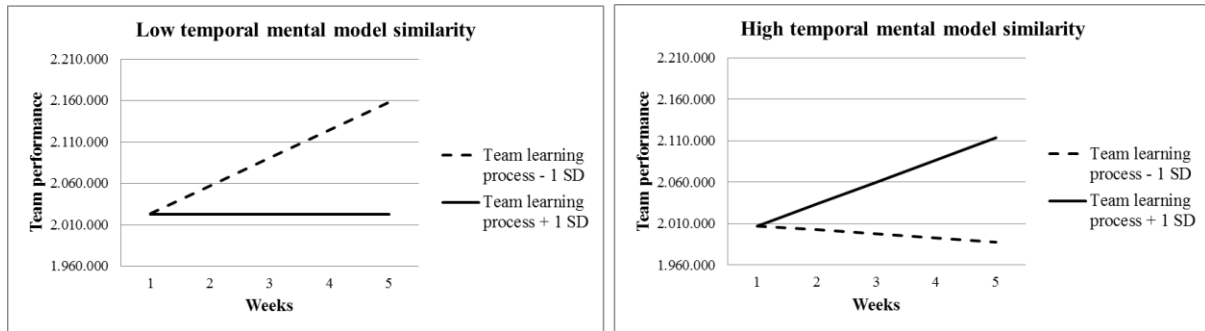 Low temporal mental model similarity
2.210.000
2.160.000
2.110.000
2.060.000
2.010.000
1.960.000
Team performance
1 2 3 4 5
Weeks
Team learning
process - 1 SD
Team learning
process + 1 SD
High temporal mental model similarity
2.210.000
2.160.000
2.110.000
2.060.000
2.010.000
1.960.000
Team performance
1 2 3 4 5
Weeks
Team learning
process - 1 SD
Team learning
process + 1 SD